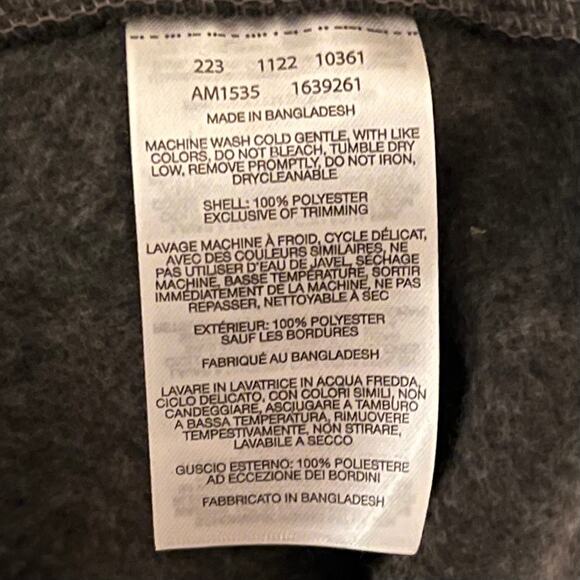 223 1122 10361
AM1535 1639261
MADE IN BANGLADESH
MACHINE WASH COLD GENTLE, WITH LIKE
COLORS, DO NOT BLEACH, TUMBLE DRY
LOW, REMOVE PROMPTLY, DO NOT IRON,
DRYCLEANABLE
SHELL: 100% POLYESTER
EXCLUSIVE OF TRIMMING
LAVAGE MACHINE À FROID, CYCLE DÉLICAT,
AVEC DES COULEURS SIMILAIRES, NE
PAS UTILISER D'EAU DE JAVEL, SÉCHAGE
MACHINE, BASSE TEMPÉRATURE, SORTIR
IMMÉDIATEMENT DE LA MACHINE, NE PAS
REPASSER, NETTOYABLE À SEC
EXTÉRIEUR: 100% POLYESTER
SAUF LES BORDURES
FABRIQUÉ AU BANGLADESH
LAVARE IN LAVATRICE IN ACQUA FREDDA,
CICLO DELICATO, CON COLORI SIMILI, NON
CANDEGGIARE, ASCIUGARE A TAMBURO
A BASSA TEMPERATURA, RIMUOVERE
TEMPESTIVAMENTE, NON STIRARE,
LAVABILE A SECCO
GUSCIO ESTERNO: 100% POLIESTERE
AD ECCEZIONE DEI BORDINI
FABBRICATO IN BANGLADESH